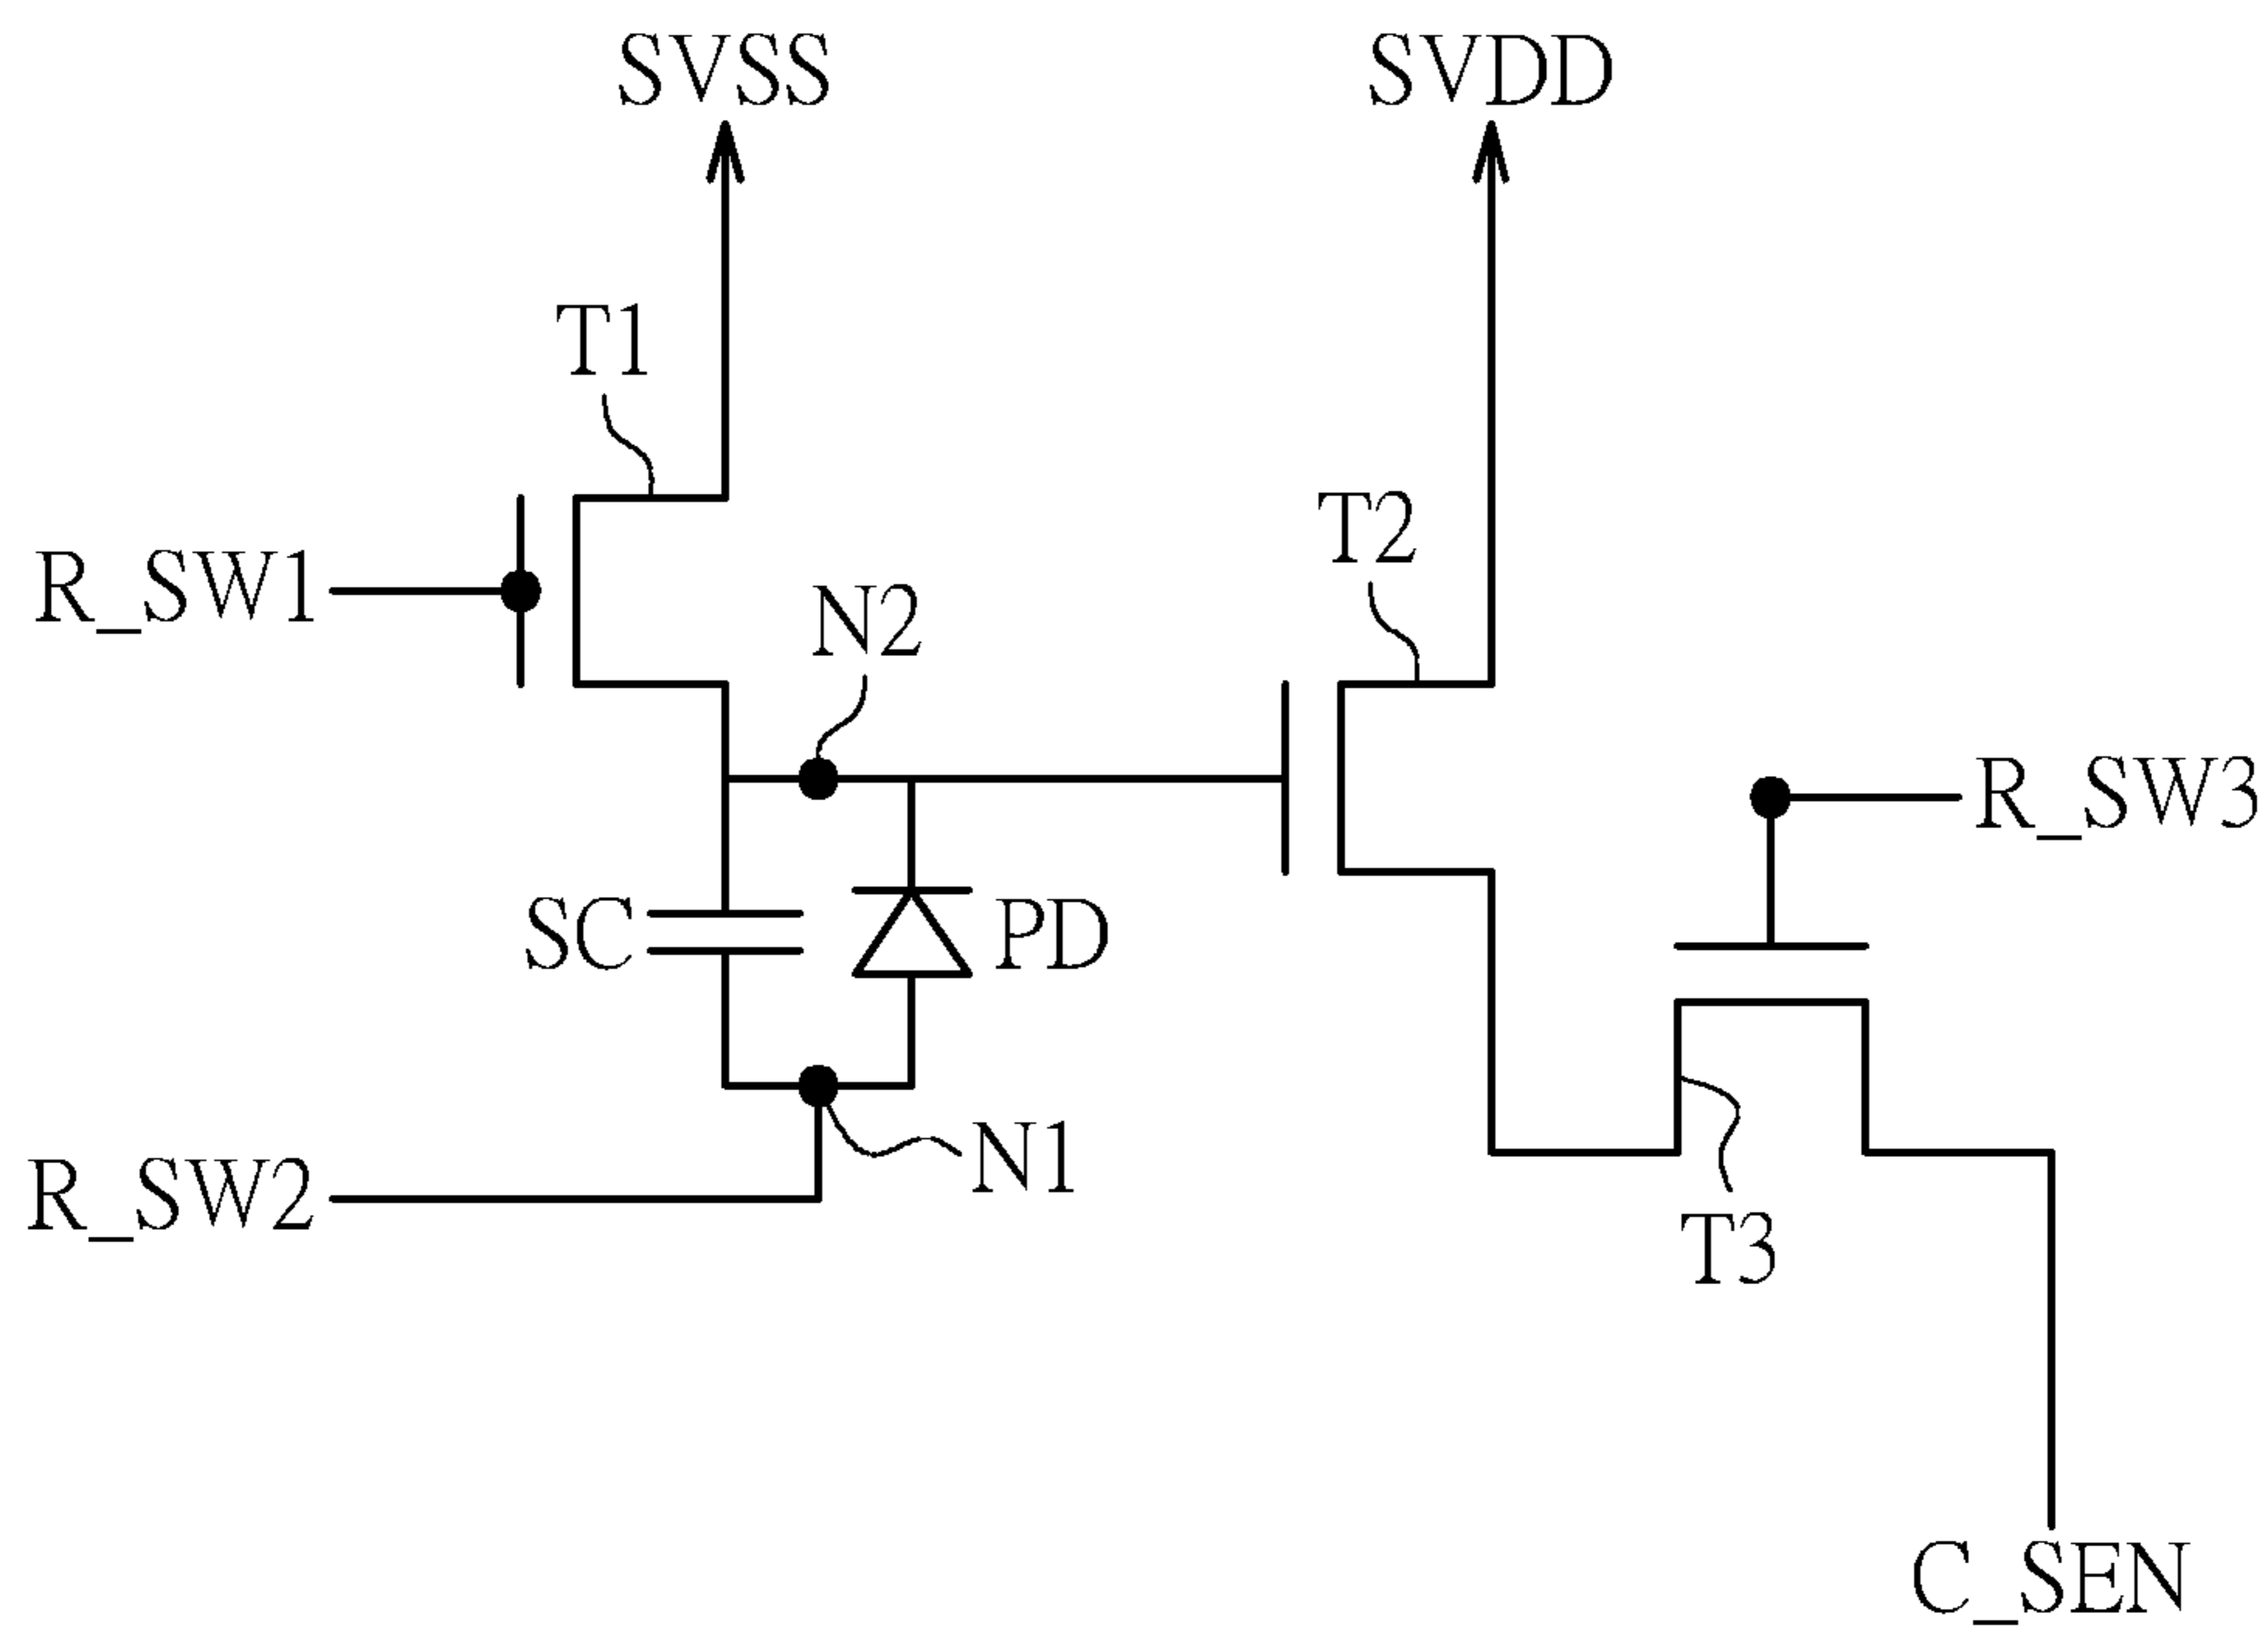 SVSS
SVDD
T1
T2
R_SW1
N2
R_SW3
SC
PD
N1
R_SW2
T3
C_SEN